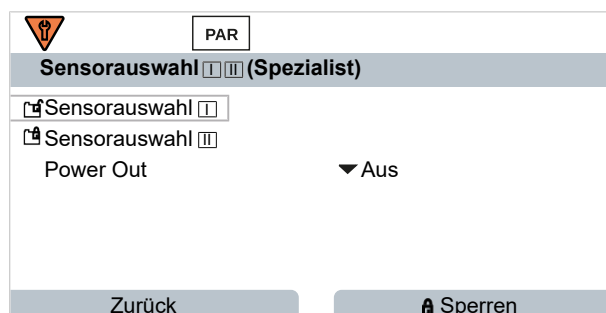 PAR
Sensorauswahl I II (Spezialist)
Sensorauswahl I
Sensorauswahl II
Power Out Aus
Zurück Sperren